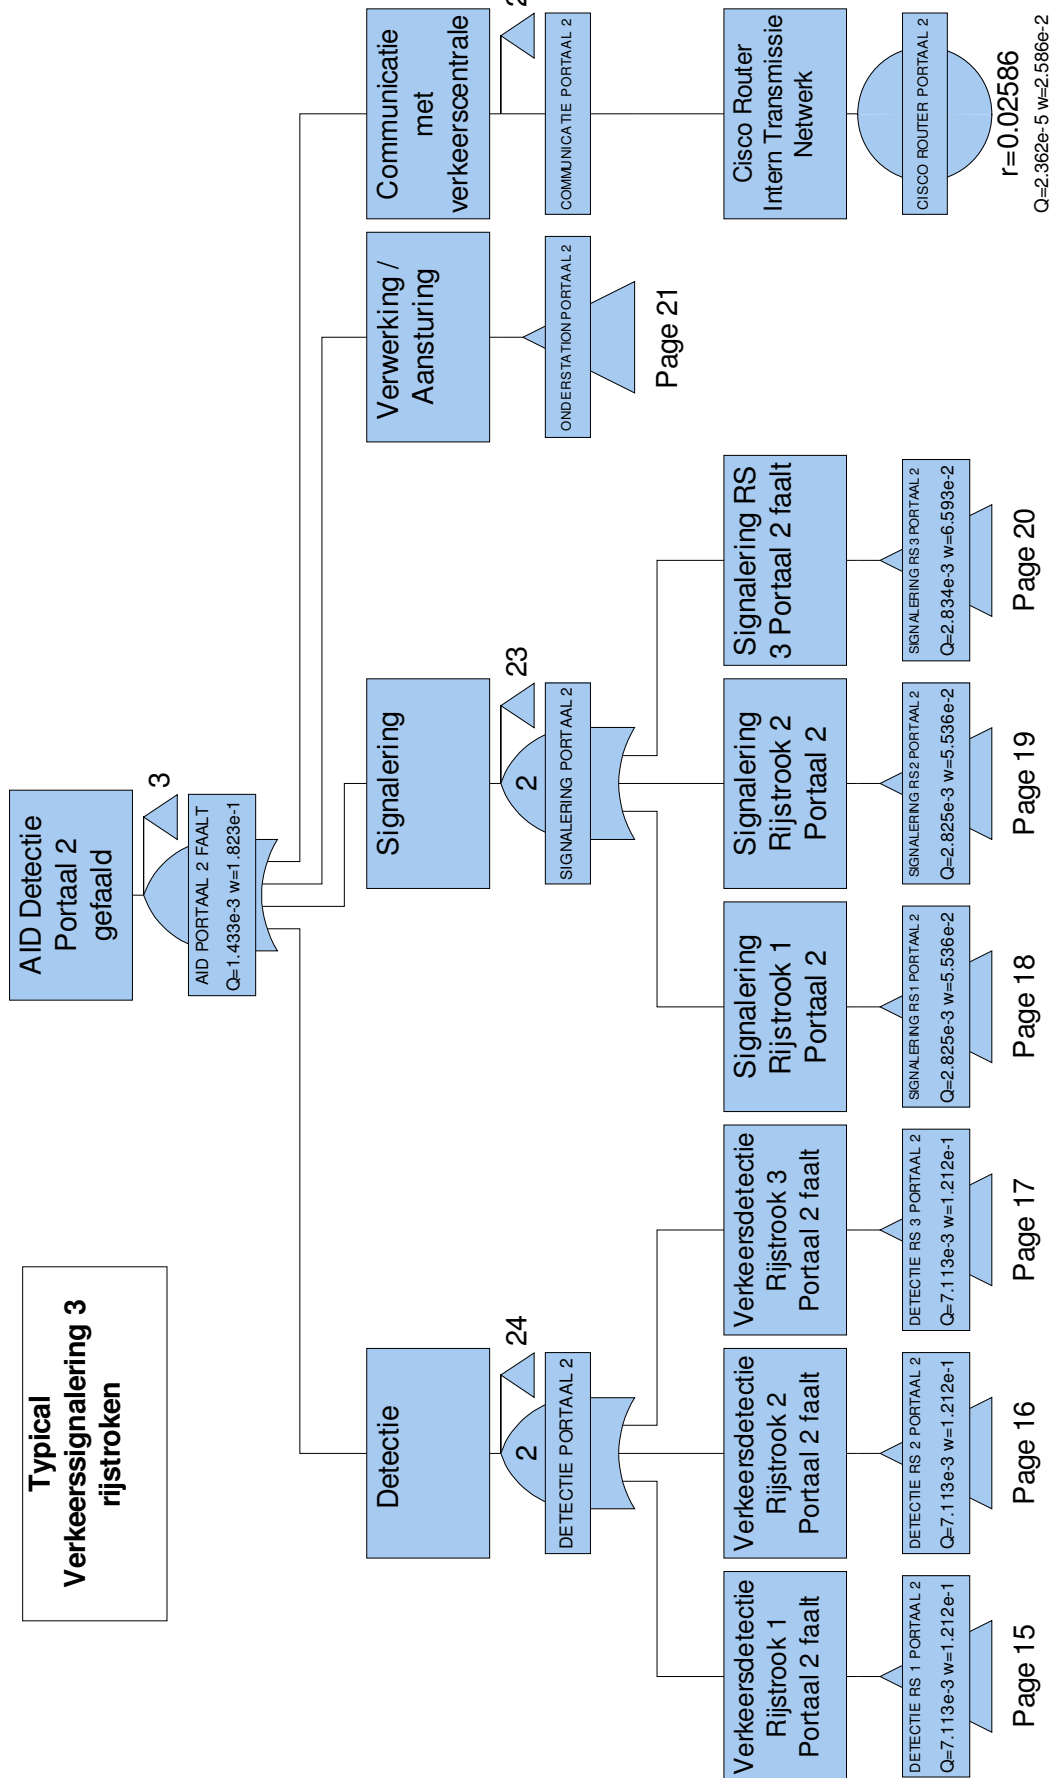 Typical
Verkeerssignalering 3
rijstroken
AID Detectie
Portaal 2
gefaald
3
AID PORTAAL 2 FAALT
Q=1.433e-3 w=1.823e-1
Detectie
24
2
DETECTIE PORTAAL 2
Signalering
23
2
SIGNALERING PORTAAL 2
Verwerking /
Aansturing
ONDERSTATION PORTAAL 2
Page 21
Communicatie
met
verkeerscentrale
COMMUNICATIE PORTAAL 2
Verkeersdetectie
Rijstrook 1
Portaal 2 faalt
DETECTIE RS 1 PORTAAL 2
Q=7.113e-3 w=1.212e-1
Page 15
Verkeersdetectie
Rijstrook 2
Portaal 2 faalt
DETECTIE RS 2 PORTAAL 2
Q=7.113e-3 w=1.212e-1
Page 16
Verkeersdetectie
Rijstrook 3
Portaal 2 faalt
DETECTIE RS 3 PORTAAL 2
Q=7.113e-3 w=1.212e-1
Page 17
Signalering
Rijstrook 1
Portaal 2
SIGNALERING RS1 PORTAAL 2
Q=2.825e-3 w=5.536e-2
Page 18
Signalering
Rijstrook 2
Portaal 2
SIGNALERING RS2 PORTAAL 2
Q=2.825e-3 w=5.536e-2
Page 19
Signalering RS
3 Portaal 2 faalt
SIGNALERING RS3 PORTAAL 2
Q=2.834e-3 w=6.593e-2
Page 20
Cisco Router
Intern Transmissie
Netwerk
CISCO ROUTER PORTAAL 2
r=0.02586
Q=2.362e-5 w=2.586e-2